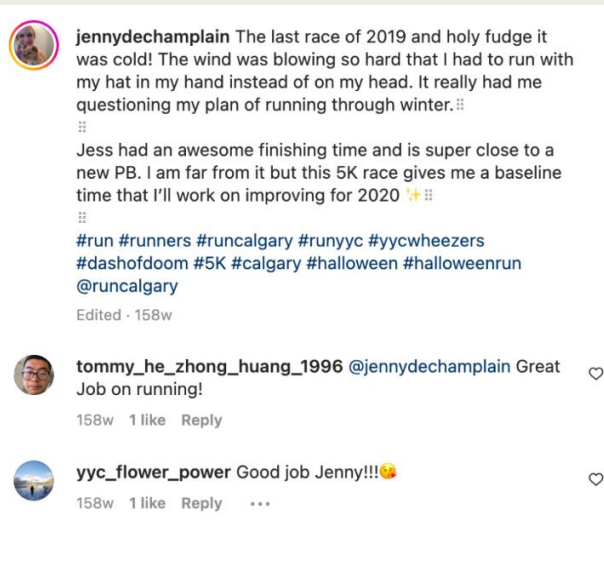 jennydechamplain The last race of 2019 and holy fudge it
was cold! The wind was blowing so hard that I had to run with
my hat in my hand instead of on my head. It really had me
questioning my plan of running through winter.⠿
⠿
Jess had an awesome finishing time and is super close to a
new PB. I am far from it but this 5K race gives me a baseline
time that I’ll work on improving for 2020 ✨⠿
⠿
#run #runners #runcalgary #runyyc #yycwheezers
#dashofdoom #5K #calgary #halloween #halloweenrun
@runcalgary
Edited · 158w
tommy_he_zhong_huang_1996 @jennydechamplain Great
Job on running!
158w 1 like Reply
yyc_flower_power Good job Jenny!!!😘
158w 1 like Reply ···